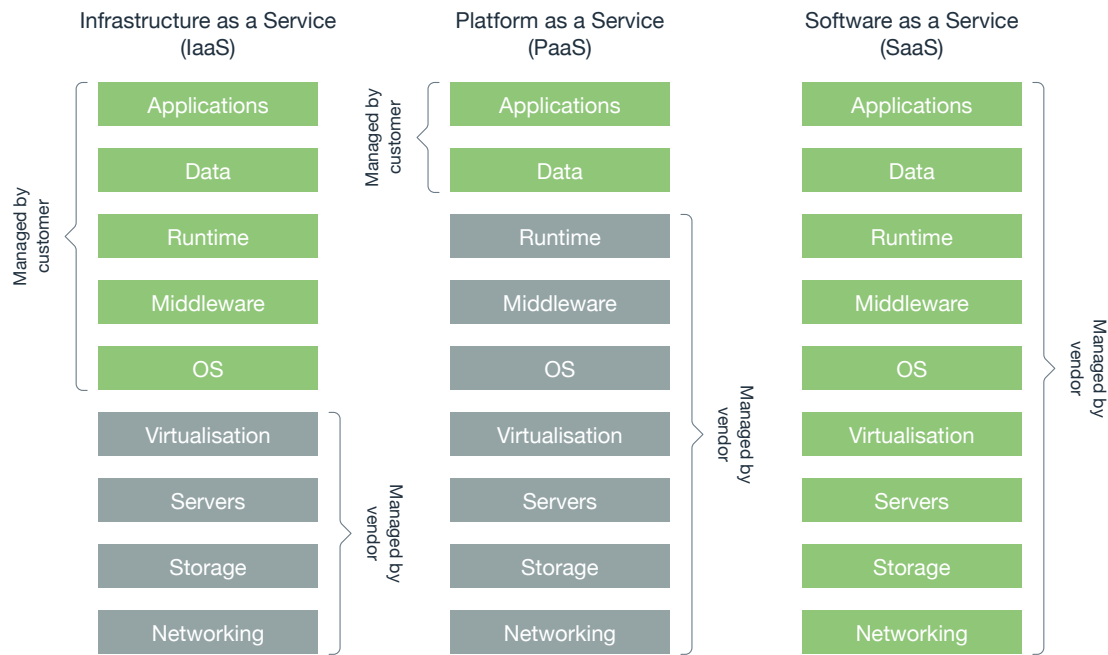 Infrastructure as a Service
(IaaS)
Managed by
customer
Applications
Data
Runtime
Middleware
OS
Virtualisation
Servers
Storage
Networking
Managed by
vendor
Platform as a Service
(PaaS)
Managed by
customer
Applications
Data
Runtime
Middleware
OS
Virtualisation
Servers
Storage
Networking
Managed by
vendor
Software as a Service
(SaaS)
Applications
Data
Runtime
Middleware
OS
Virtualisation
Servers
Storage
Networking
Managed by
vendor